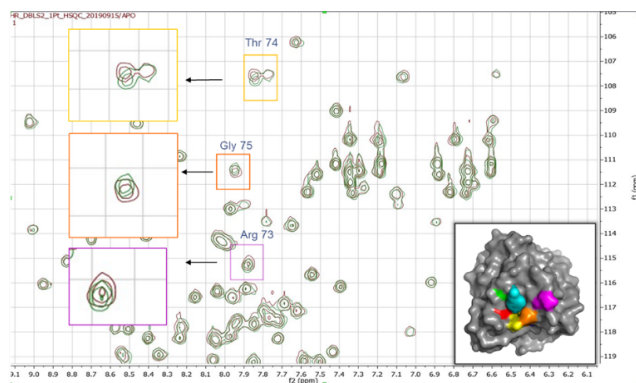 HR_DBLS2_1Pt_HSQC_20190915/APO
1
Thr 74
Gly 75
Arg 73
105
106
107
108
109
110
111
112
113
114
115
116
117
118
119
f1 (ppm)
9.1 9.0 8.9 8.8 8.7 8.6 8.5 8.4 8.3 8.2 8.1 8.0 7.9 7.8 7.7 7.6 7.5 7.4 7.3 7.2 7.1 7.0 6.9 6.8 6.7 6.6 6.5 6.4 6.3 6.2 6.1
f2 (ppm)